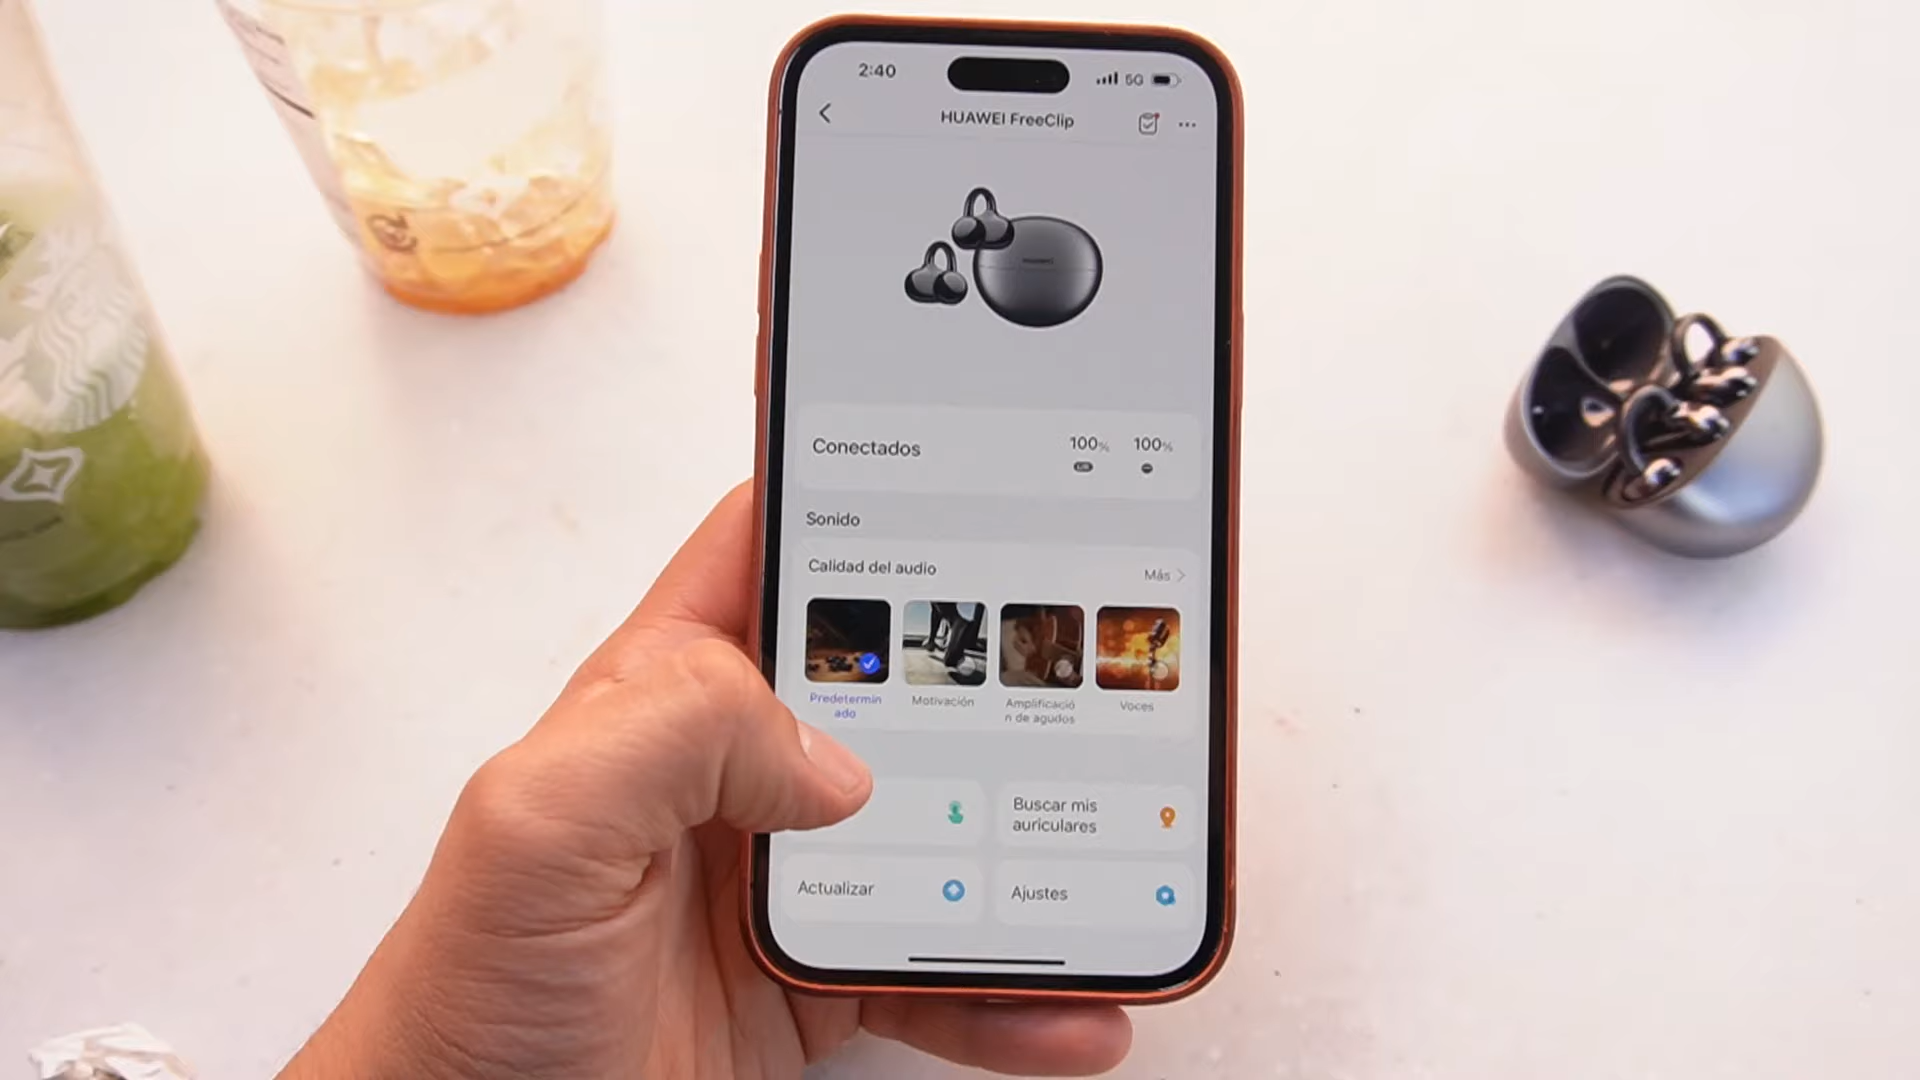 2:40
5G
HUAWEI FreeClip
HUAWEI
Conectados
100%
100%
Sonido
Calidad del audio
Más
Predetermin
ado
Motivación
Amplificació
n de agudos
Voces
Buscar mis
auriculares
Actualizar
Ajustes